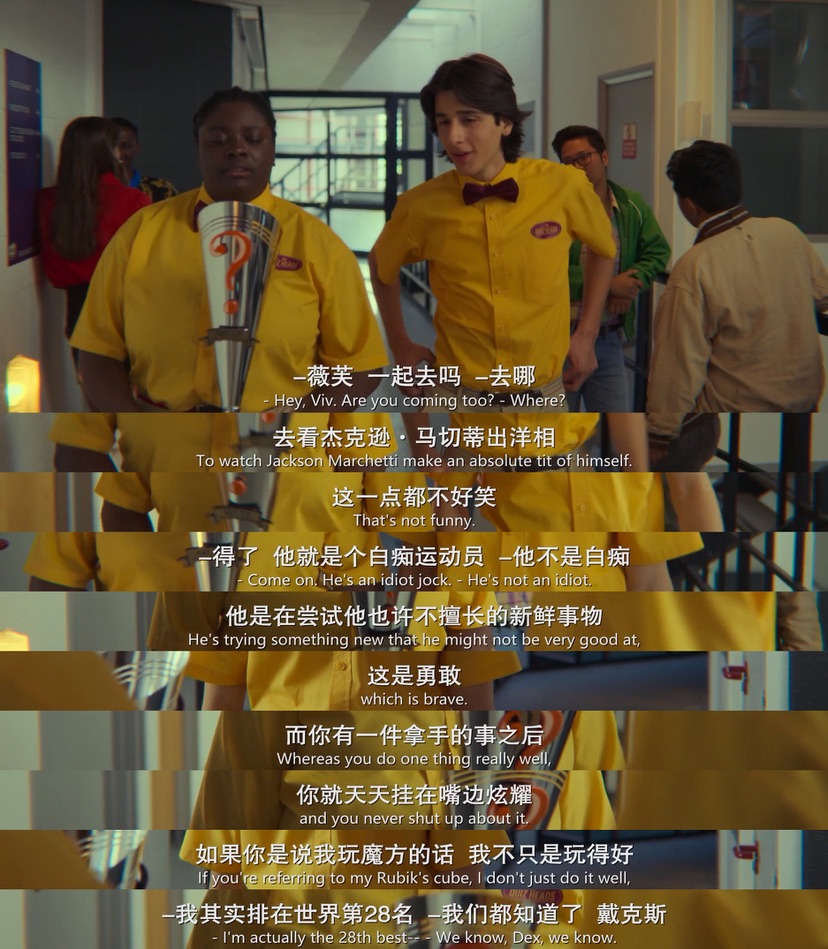 ?
–薇芙 一起去吗 –去哪
- Hey, Viv. Are you coming too? - Where?
去看杰克逊·马切蒂出洋相
To watch Jackson Marchetti make an absolute tit of himself.
这一点都不好笑
That's not funny.
–得了 他就是个白痴运动员 –他不是白痴
- Come on. He's an idiot jock. - He's not an idiot.
他是在尝试他也许不擅长的新鲜事物
He's trying something new that he might not be very good at,
这是勇敢
which is brave.
而你有一件拿手的事之后
Whereas you do one thing really well,
你就天天挂在嘴边炫耀
and you never shut up about it.
如果你是说我玩魔方的话 我不只是玩得好
If you're referring to my Rubik's cube, I don't just do it well,
QUIZ HEADS
–我其实排在世界第28名 –我们都知道了 戴克斯
- I'm actually the 28th best-- - We know, Dex, we know.